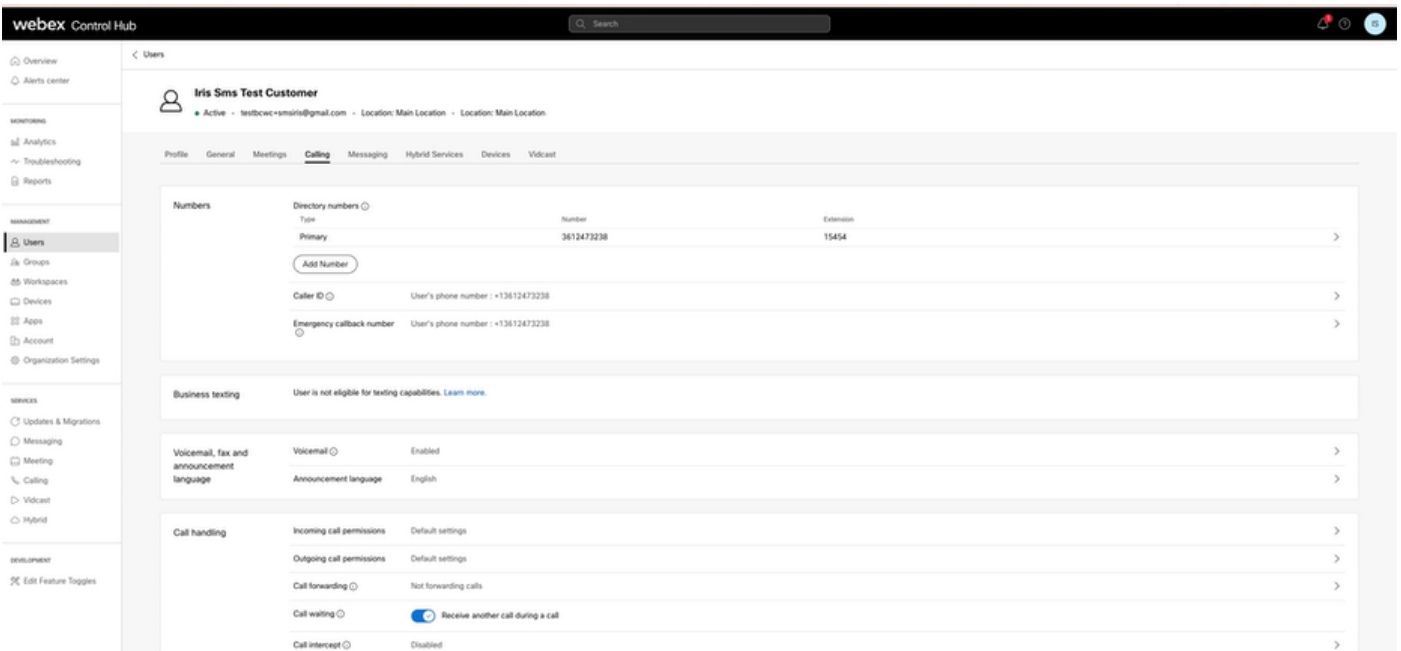 webex Control Hub
Search
IS
Overview
Alerts center
MONITORING
Analytics
Troubleshooting
Reports
MANAGEMENT
Users
Groups
Workspaces
Devices
Apps
Account
Organization Settings
SERVICES
Updates & Migrations
Messaging
Meeting
Calling
Vidcast
Hybrid
DEVELOPMENT
Edit Feature Toggles
Users
Iris Sms Test Customer
Active - testbcwc+smsiris@gmail.com - Location: Main Location - Location: Main Location
Profile General Meetings Calling Messaging Hybrid Services Devices Vidcast
Numbers
Directory numbers
Type Number Extension
Primary 3612473238 15454
Add Number
Caller ID User's phone number : +13612473238
Emergency callback number User's phone number : +13612473238
Business texting
User is not eligible for texting capabilities. Learn more.
Voicemail, fax and
announcement
language
Voicemail Enabled
Announcement language English
Call handling
Incoming call permissions Default settings
Outgoing call permissions Default settings
Call forwarding Not forwarding calls
Call waiting Receive another call during a call
Call intercept Disabled